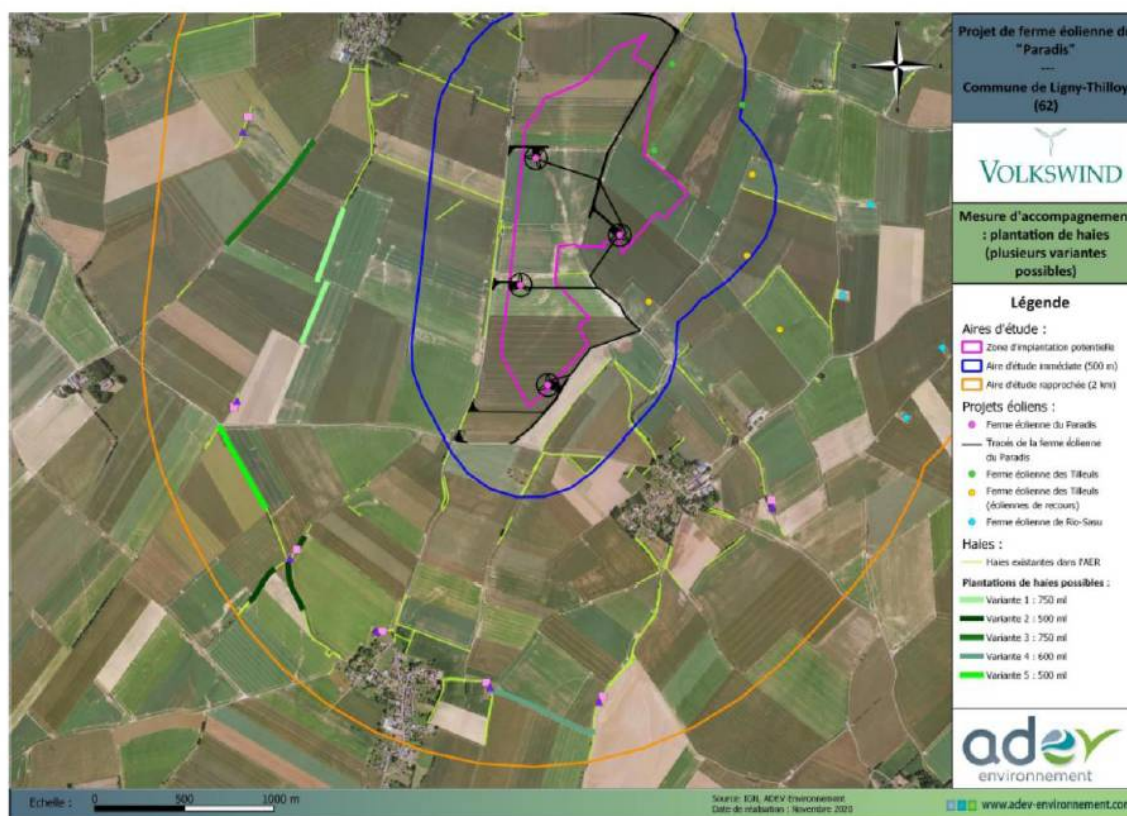 Projet de ferme éolienne du
"Paradis"
---
Commune de Ligny-Thilloy
(62)
VOLKSWIND
Mesure d'accompagnement
: plantation de haies
(plusieurs variantes
possibles)
Légende
Aires d'étude :
Zone d'implantation potentielle
Aire d'étude immédiate (500 m)
Aire d'étude rapprochée (2 km)
Projets éoliens :
Ferme éolienne du Paradis
Tracés de la ferme éolienne
du Paradis
Ferme éolienne des Tilleuls
Ferme éolienne des Tilleuls
(éoliennes de recours)
Ferme éolienne de Rio-Sasu
Haies :
Haies existantes dans l'AER
Plantations de haies possibles :
Variante 1 : 750 ml
Variante 2 : 500 ml
Variante 3 : 750 ml
Variante 4 : 600 ml
Variante 5 : 500 ml
adev
environnement
Echelle : 0 500 1000 m
Source: IGN, ADEV-Environnement
Date de réalisation : Novembre 2020
www.adev-environnement.com